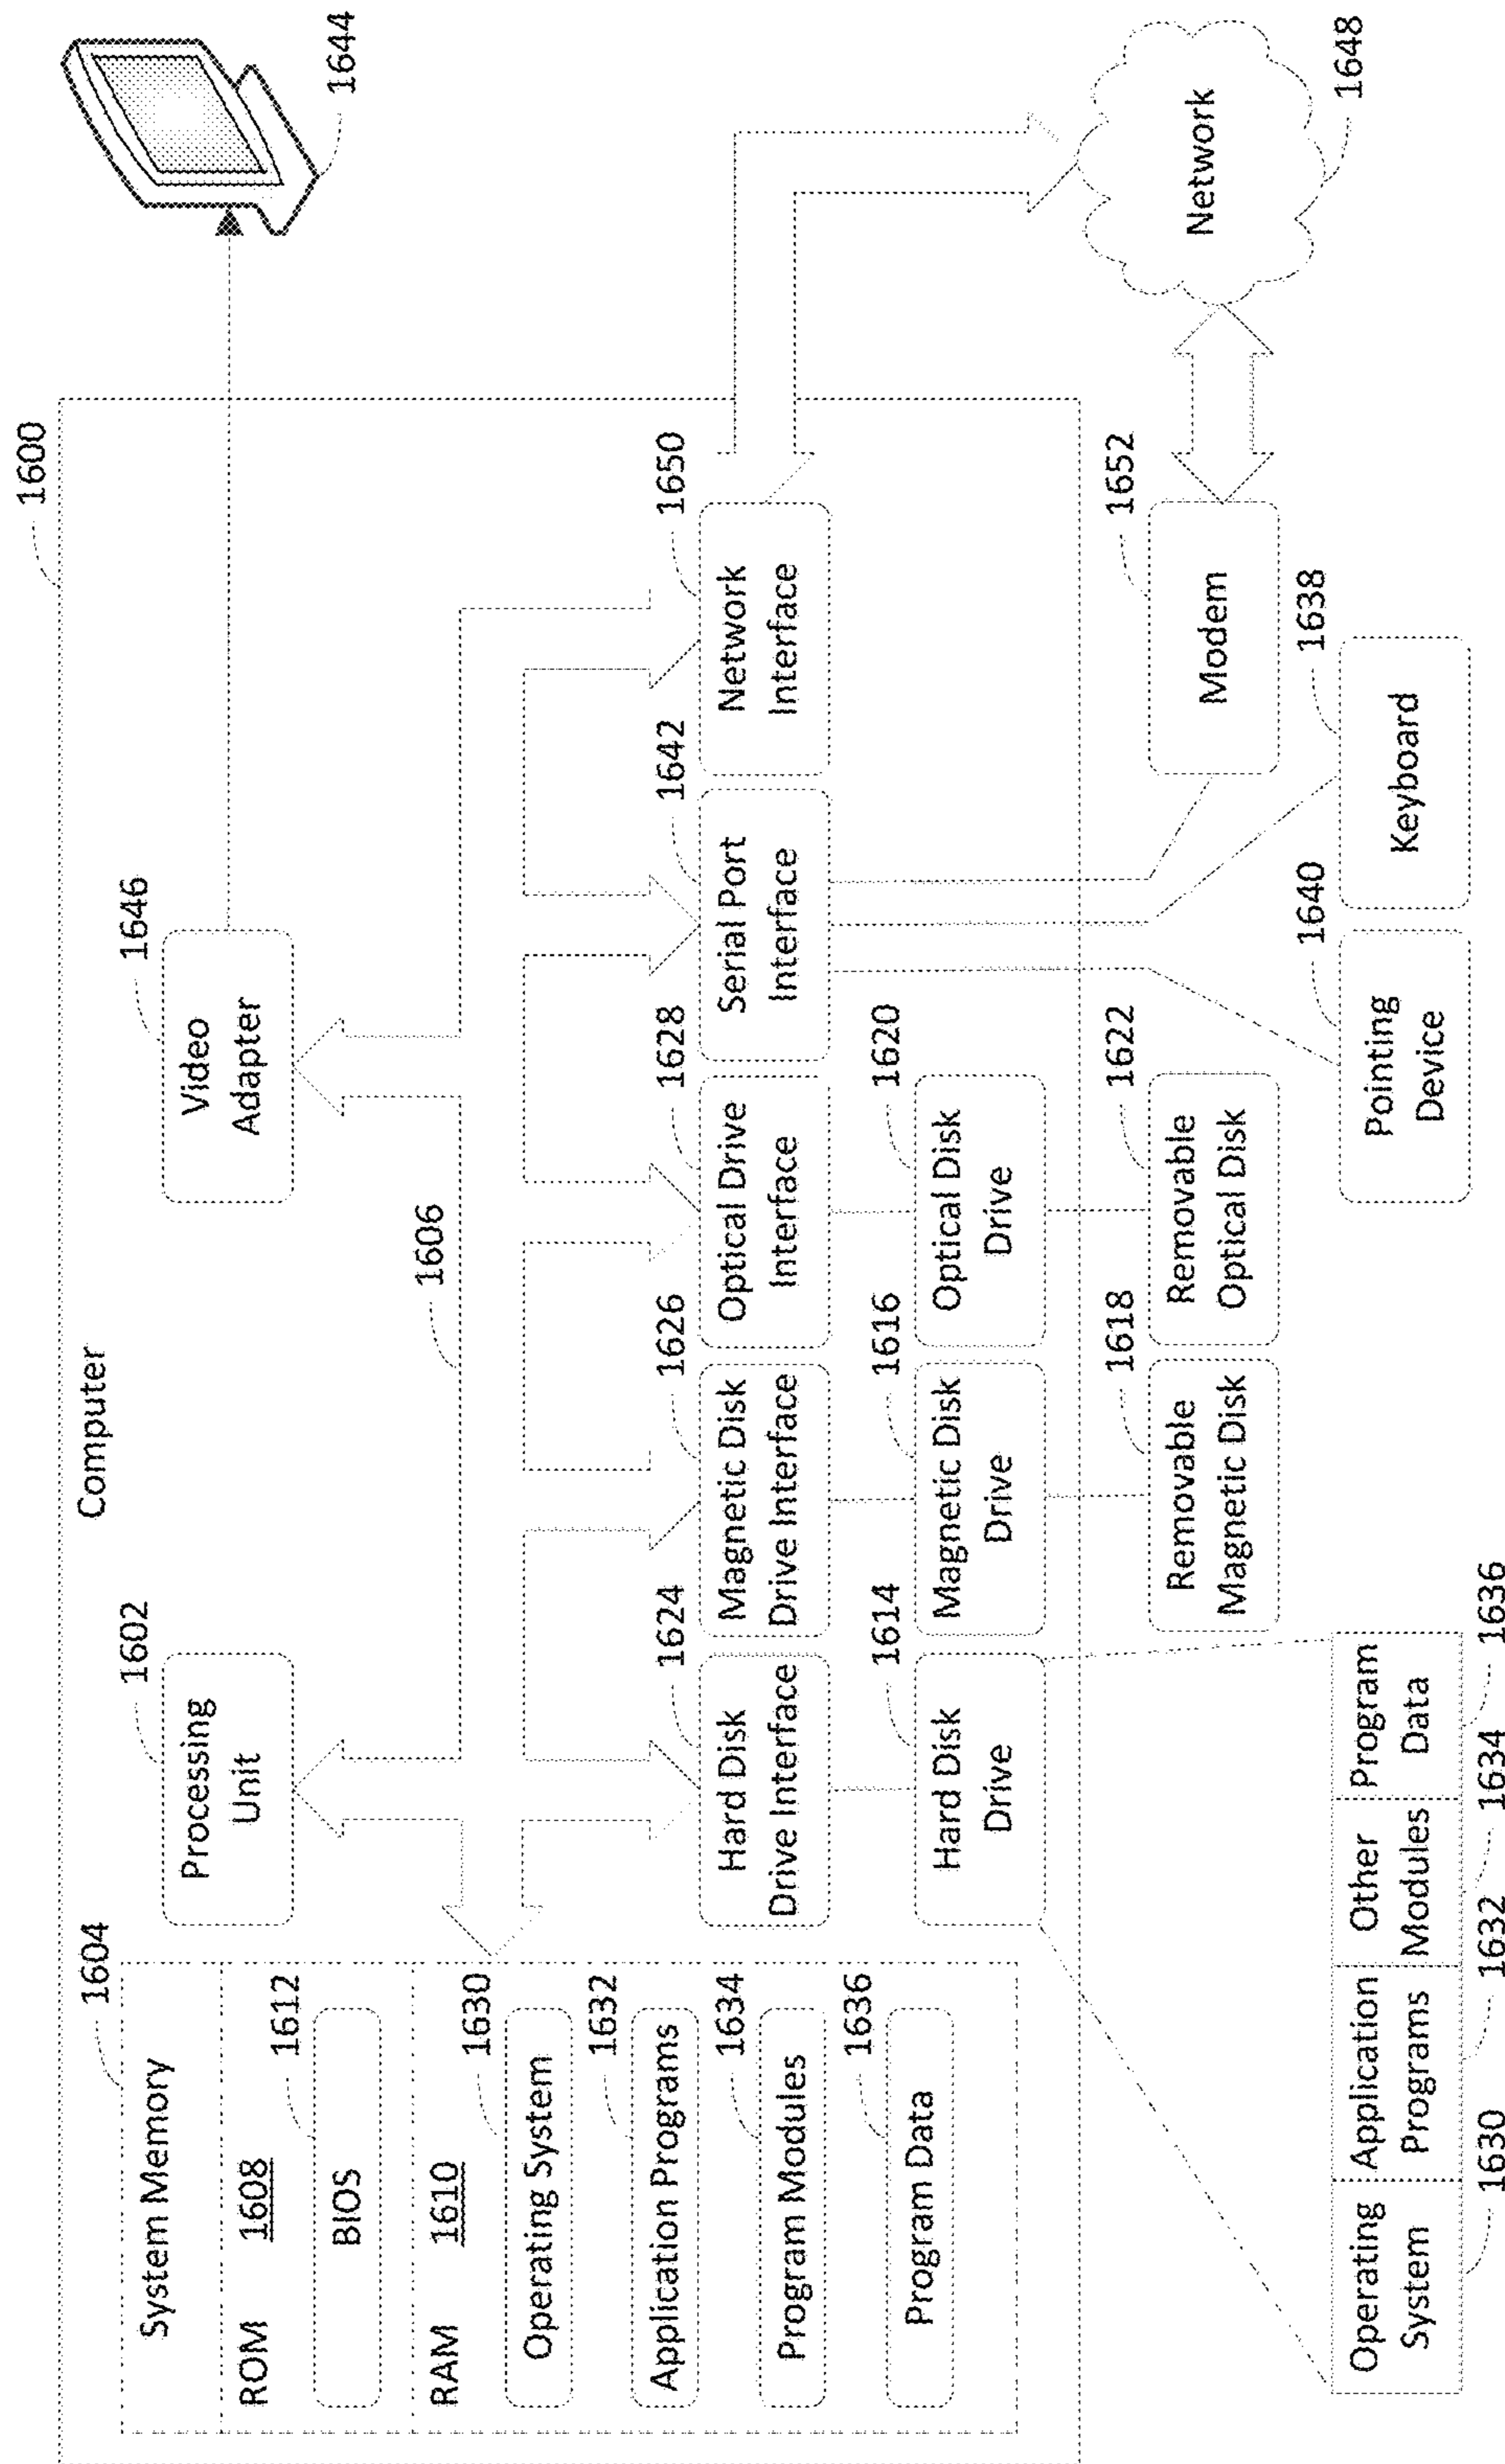 1600
Computer
1604
System Memory
ROM 1608
1612
BIOS
RAM 1610
1630
Operating System
1632
Application Programs
1634
Program Modules
1636
Program Data
1602
Processing
Unit
1606
1646
Video
Adapter
1644
1624
Hard Disk
Drive Interface
1626
Magnetic Disk
Drive Interface
1628
Optical Drive
Interface
1642
Serial Port
Interface
1650
Network
Interface
1614
Hard Disk
Drive
1616
Magnetic Disk
Drive
1620
Optical Disk
Drive
1618
Removable
Magnetic Disk
1622
Removable
Optical Disk
1652
Modem
Network
1648
1640
Pointing
Device
1638
Keyboard
Operating
System
1630
Application
Programs
1632
Other
Modules
1634
Program
Data
1636